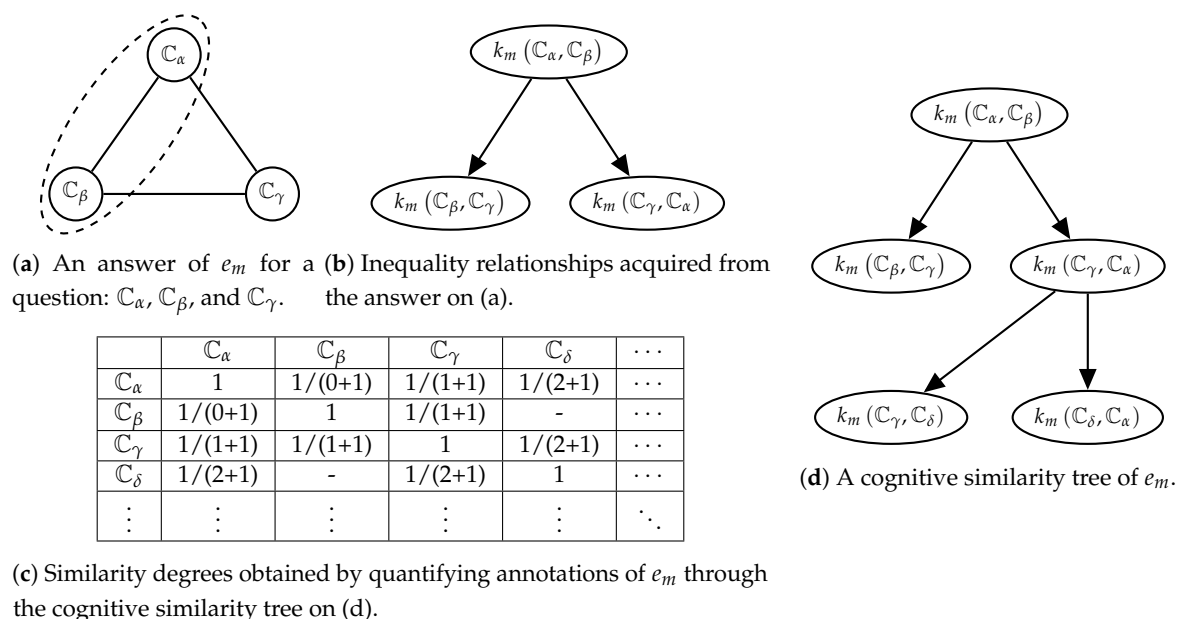 ℂα
ℂβ
ℂγ
(a) An answer of em for a
question: ℂα, ℂβ, and ℂγ.
km (ℂα, ℂβ)
km (ℂβ, ℂγ)
km (ℂγ, ℂα)
(b) Inequality relationships acquired from
the answer on (a).
ℂα ℂβ ℂγ ℂδ ⋯
ℂα 1 1/(0+1) 1/(1+1) 1/(2+1) ⋯
ℂβ 1/(0+1) 1 1/(1+1) - ⋯
ℂγ 1/(1+1) 1/(1+1) 1 1/(2+1) ⋯
ℂδ 1/(2+1) - 1/(2+1) 1 ⋯
⋮ ⋮ ⋮ ⋮ ⋮ ⋱
(c) Similarity degrees obtained by quantifying annotations of em through
the cognitive similarity tree on (d).
km (ℂα, ℂβ)
km (ℂβ, ℂγ)
km (ℂγ, ℂα)
km (ℂγ, ℂδ)
km (ℂδ, ℂα)
(d) A cognitive similarity tree of em.